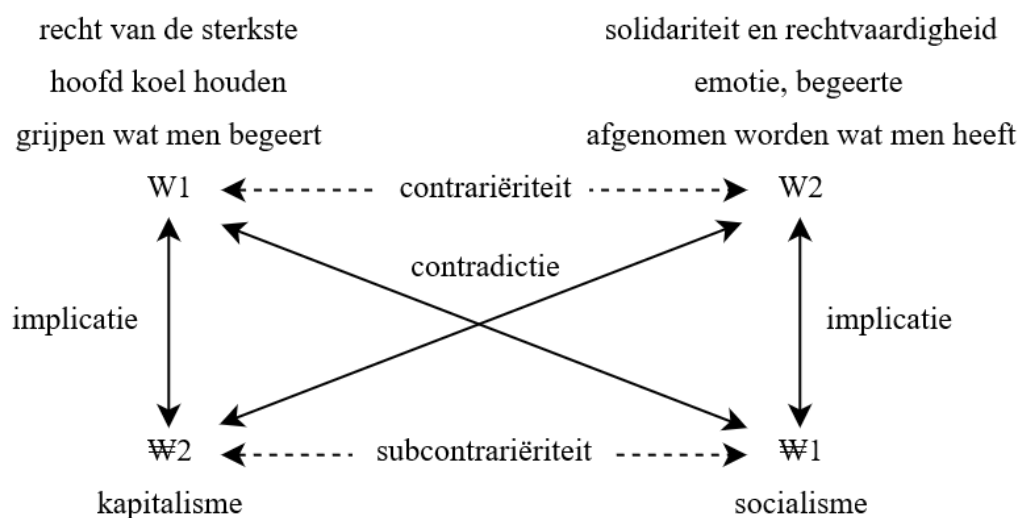 recht van de sterkste solidariteit en rechtvaardigheid
hoofd koel houden emotie, begeerte
grijpen wat men begeert afgenomen worden wat men heeft
W1 contrariëriteit W2
contradictie
implicatie implicatie
₩2 subcontrariëriteit ₩1
kapitalisme socialisme